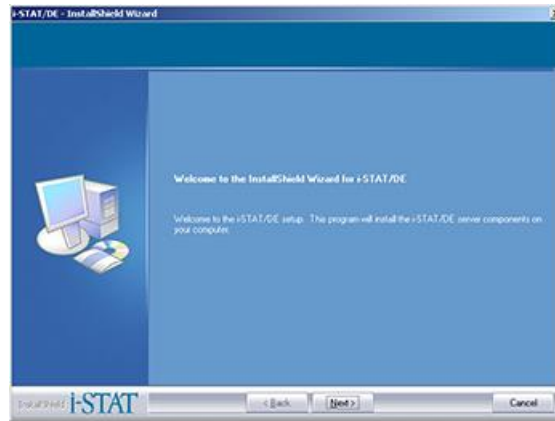 i-STAT/DE - InstallShield Wizard
Welcome to the InstallShield Wizard for i-STAT/DE
Welcome to the i-STAT/DE setup. This program will install the i-STAT/DE server components on
your computer.
InstallShield i-STAT < Back Next > Cancel